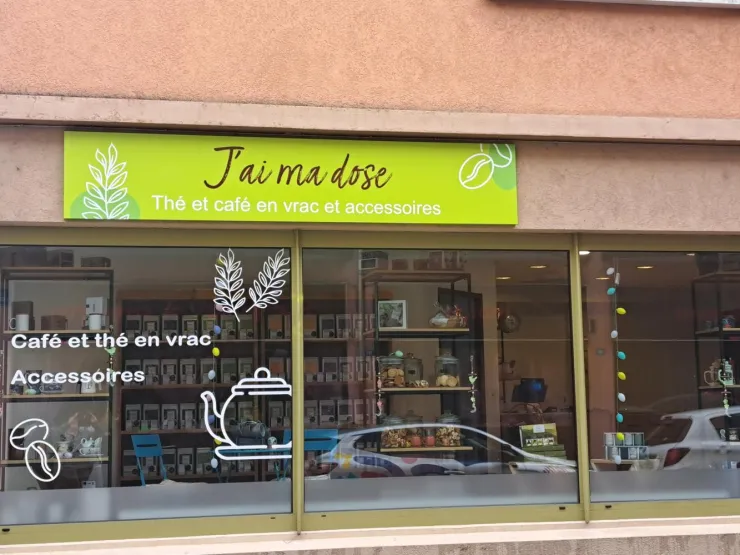 J'ai ma dose
Thé et café en vrac et accessoires
Café et thé en vrac
Accessoires